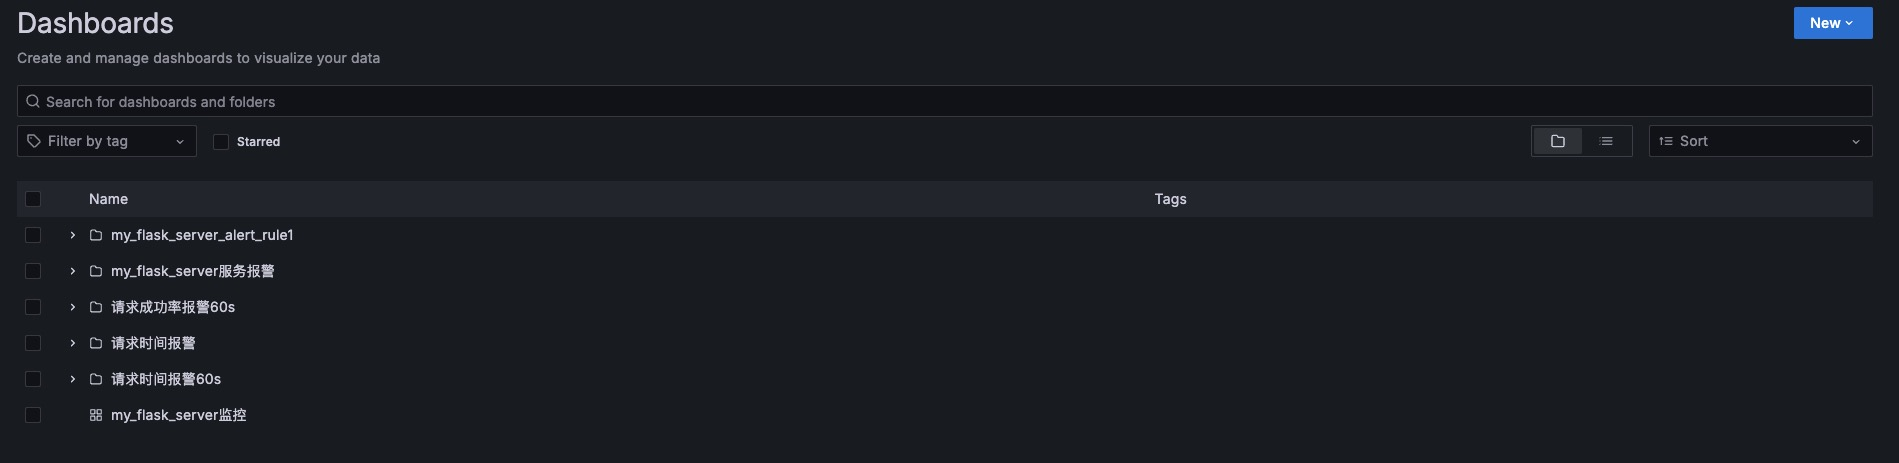 Dashboards
New
Create and manage dashboards to visualize your data
Search for dashboards and folders
Filter by tag
Starred
Sort
Name
Tags
my_flask_server_alert_rule1
my_flask_server服务报警
请求成功率报警60s
请求时间报警
请求时间报警60s
my_flask_server监控